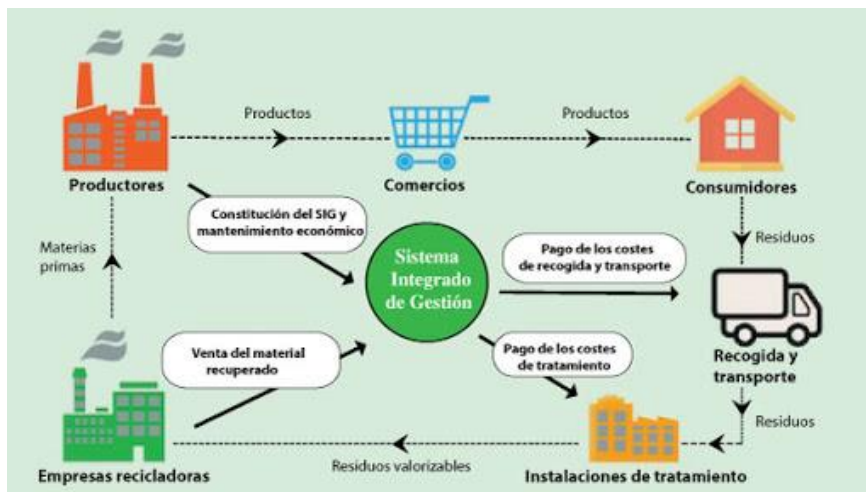 Productos
Productos
Productores
Comercios
Consumidores
Constitución del SIG y
mantenimiento económico
Sistema
Integrado
de Gestión
Pago de los costes
de recogida y transporte
Residuos
Materias
primas
Venta del material
recuperado
Pago de los costes
de tratamiento
Recogida y
transporte
Residuos
Empresas recicladoras
Residuos valorizables
Instalaciones de tratamiento